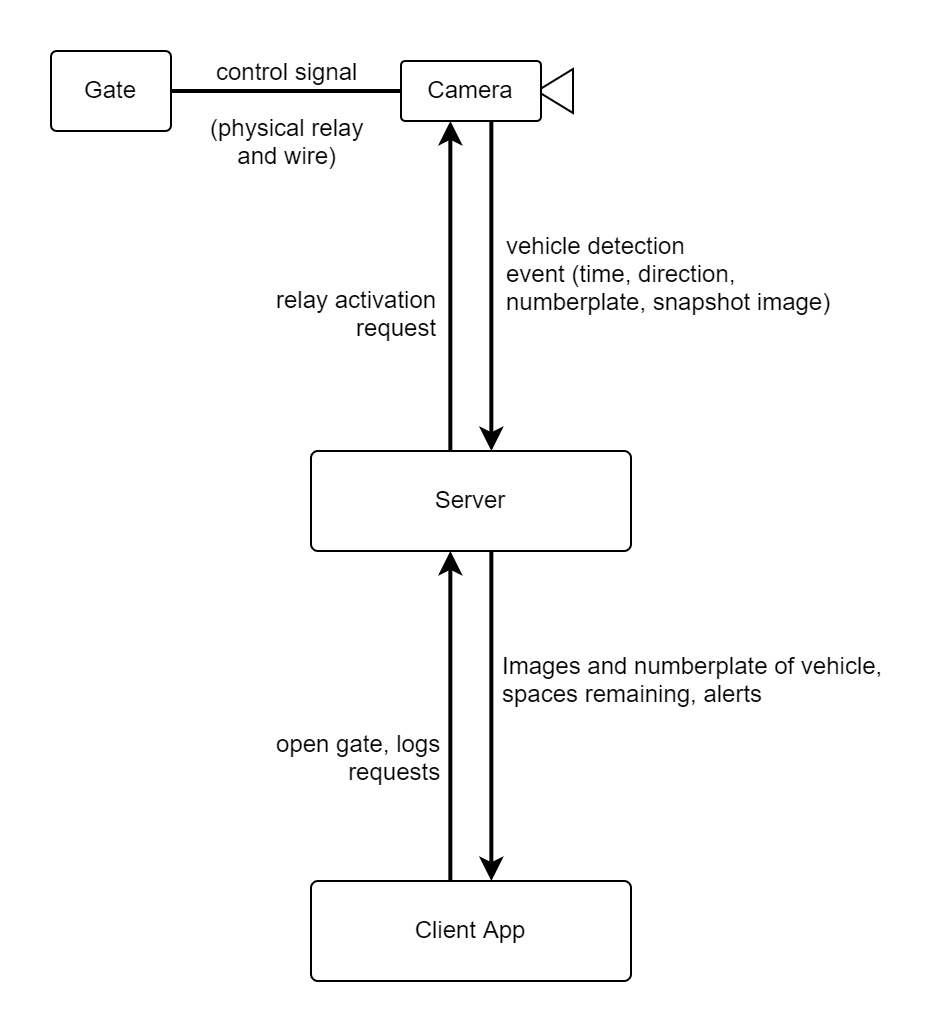 Gate
control signal
Camera
(physical relay
and wire)
vehicle detection
event (time, direction,
numberplate, snapshot image)
relay activation
request
Server
Images and numberplate of vehicle,
spaces remaining, alerts
open gate, logs
requests
Client App